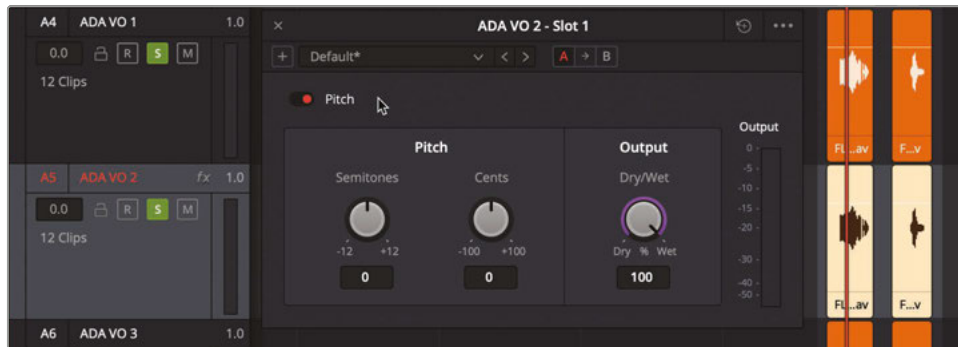 A4 ADA VO 1 1.0
0.0 R S M
12 Clips
A5 ADA VO 2 fx 1.0
0.0 R S M
12 Clips
A6 ADA VO 3 1.0
ADA VO 2 - Slot 1
Default*
A B
Pitch
Pitch
Semitones
-12 +12
0
Cents
-100 +100
0
Output
Dry/Wet
Dry % Wet
100
Output
0 -
-5 -
-10 -
-15 -
-20 -
-30 -
-40 -
-50 -
FL...av F...v
FL...av F...v